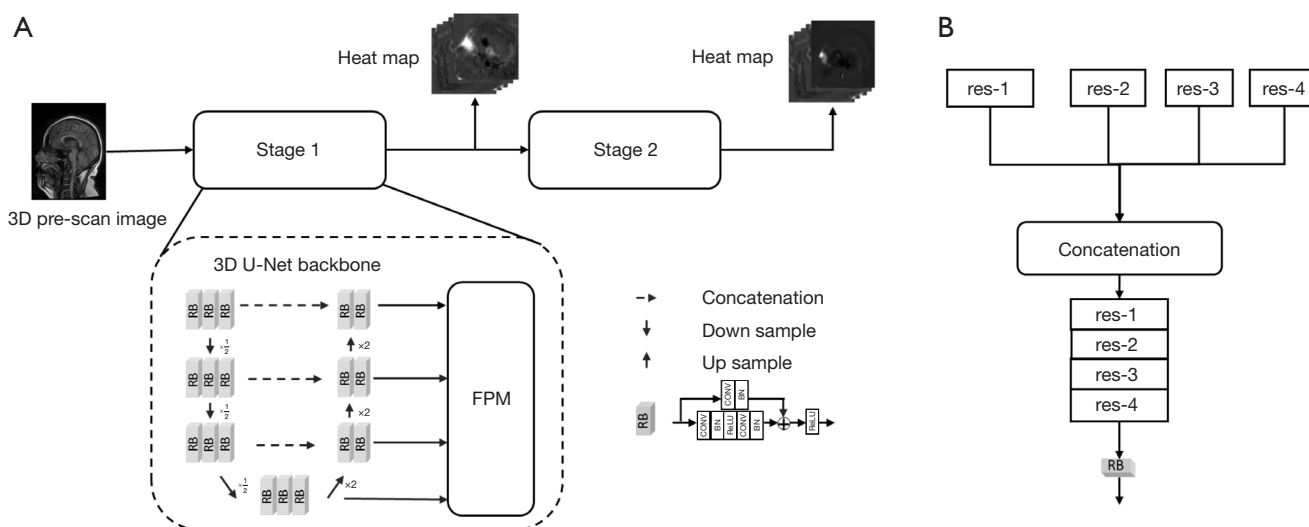 A
Heat map
Heat map
Stage 1
Stage 2
3D pre-scan image
3D U-Net backbone
RB RB RB
RB RB
×1/2
×2
RB RB RB
RB RB
×1/2
×2
RB RB RB
RB RB
×1/2
×2
RB RB RB
FPM
Concatenation
Down sample
Up sample
RB
CONV BN
CONV BN ReLU CONV BN
ReLU
B
res-1
res-2
res-3
res-4
Concatenation
res-1
res-2
res-3
res-4
RB